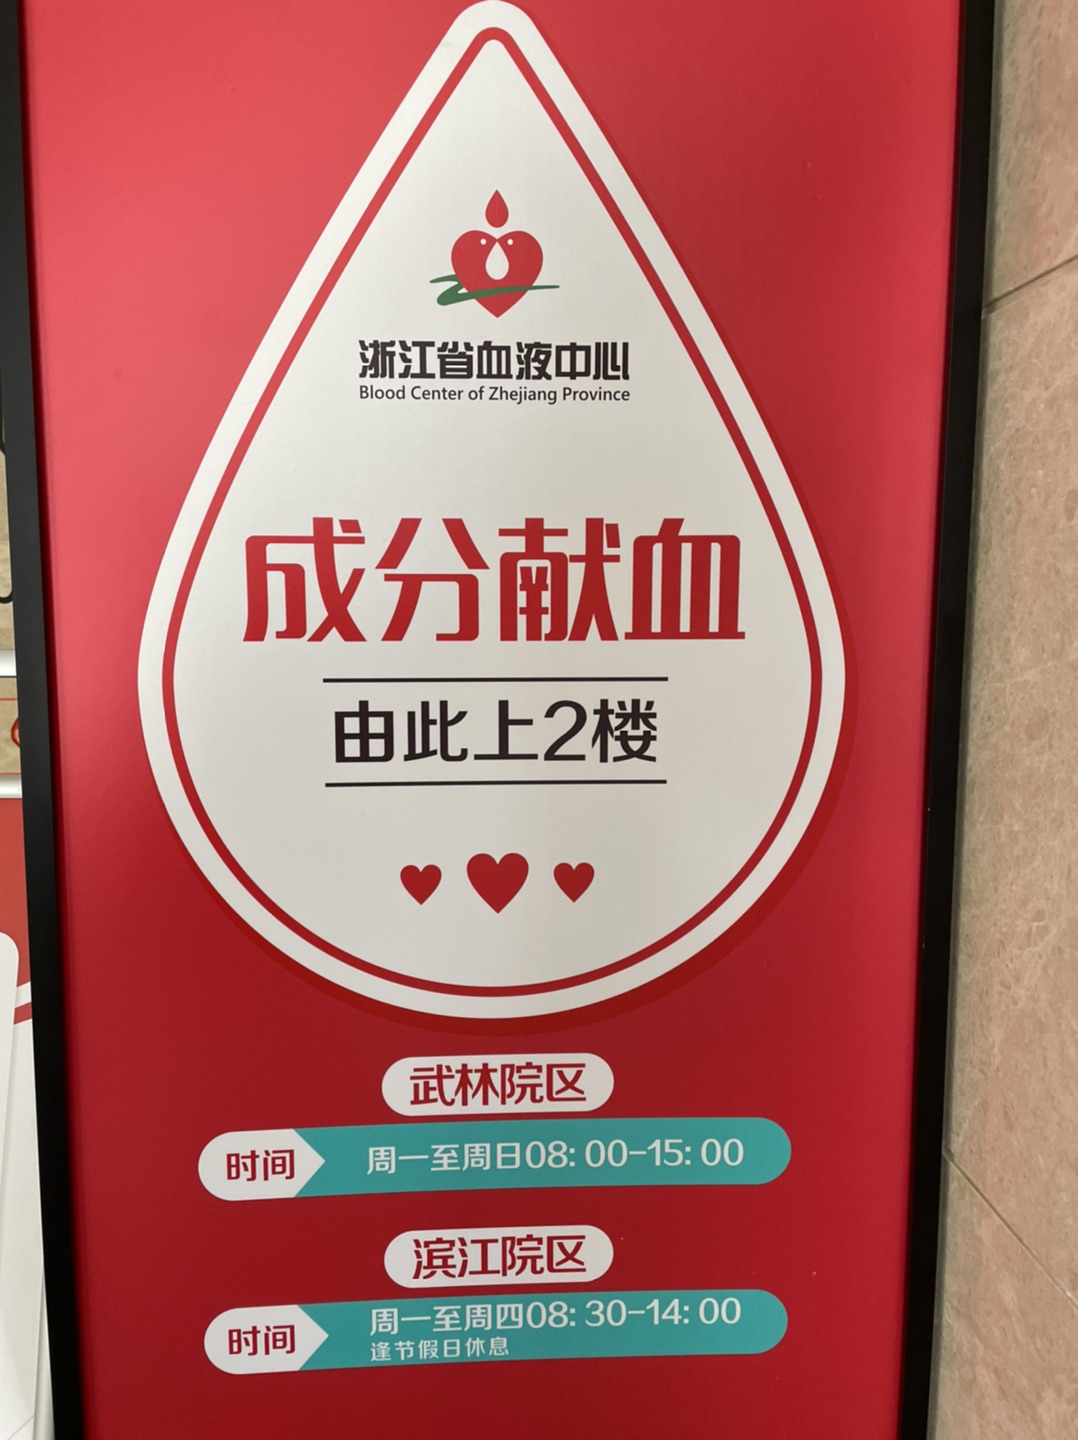 浙江省血液中心
Blood Center of Zhejiang Province
成分献血
由此上2楼
武林院区
时间
周一至周日08: 00-15: 00
滨江院区
时间
周一至周四08: 30-14: 00
逢节假日休息